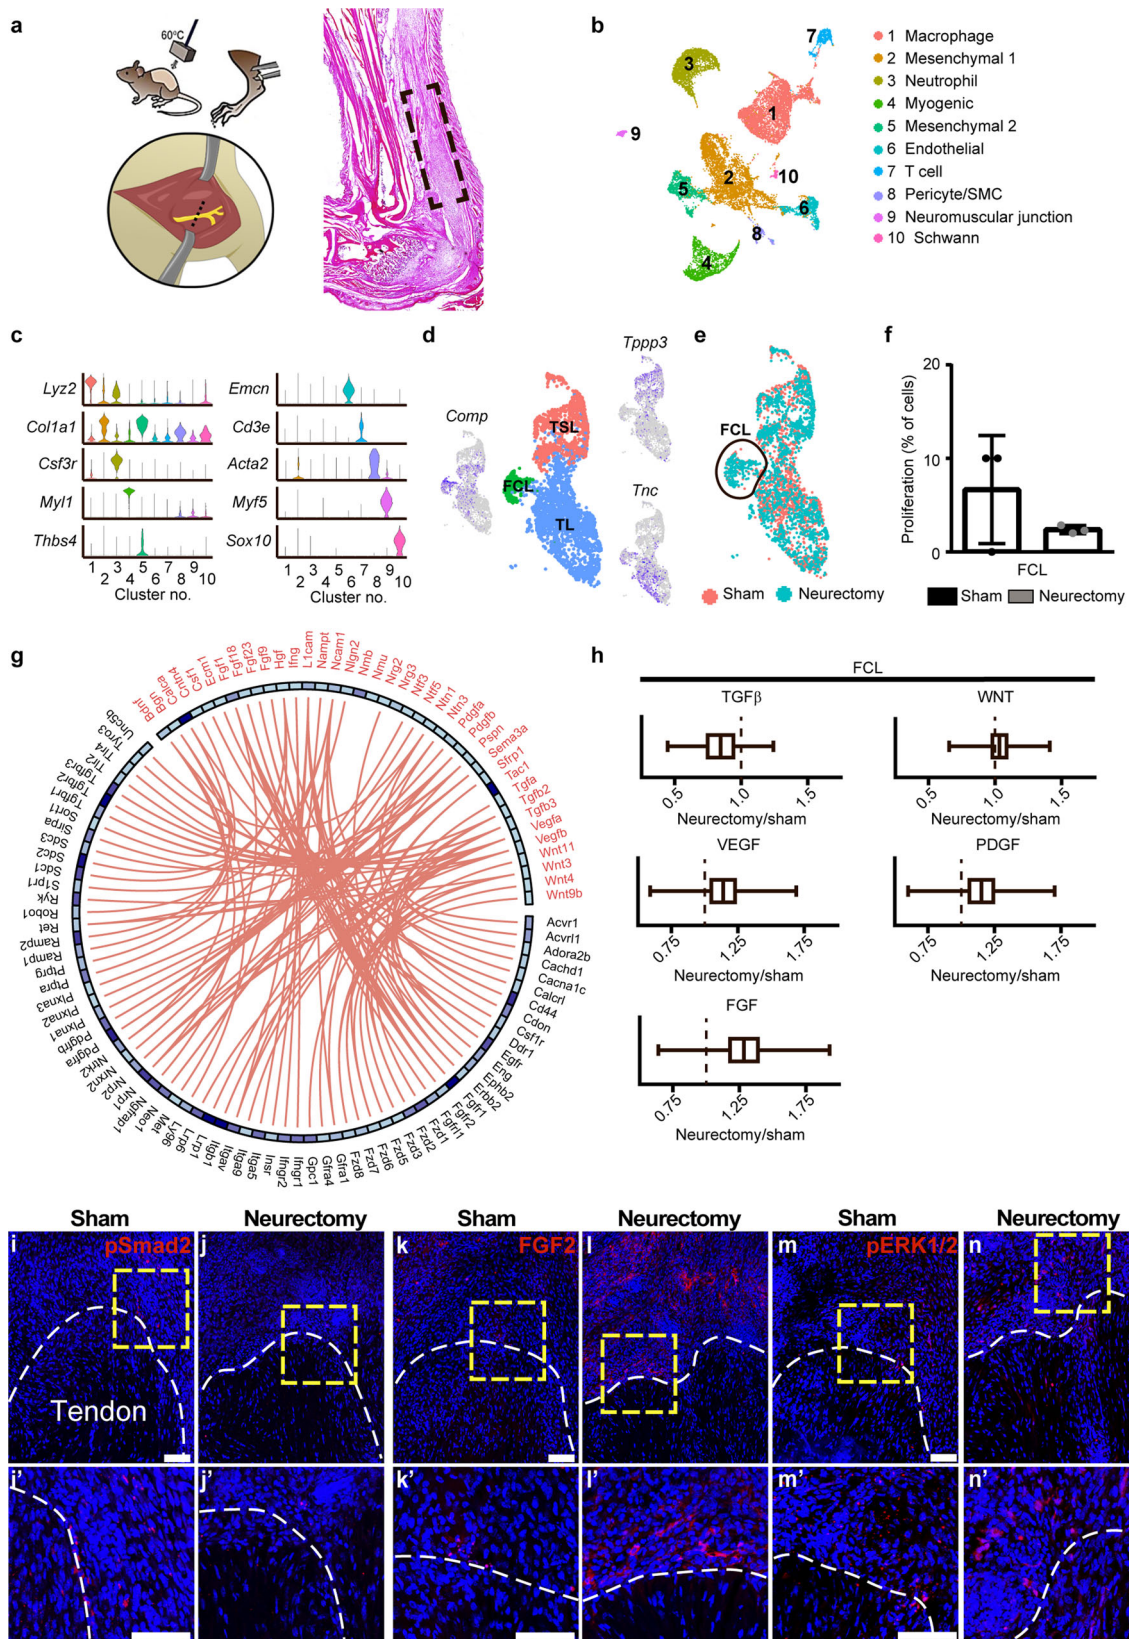 a
60°C
b
1
2
3
4
5
6
7
8
9
10
1 Macrophage
2 Mesenchymal 1
3 Neutrophil
4 Myogenic
5 Mesenchymal 2
6 Endothelial
7 T cell
8 Pericyte/SMC
9 Neuromuscular junction
10 Schwann
c
Lyz2
Col1a1
Csf3r
Myl1
Thbs4
1 2 3 4 5 6 7 8 9 10
Cluster no.
Emcn
Cd3e
Acta2
Myf5
Sox10
1 2 3 4 5 6 7 8 9 10
Cluster no.
d
Comp
Tppp3
Tnc
TSL
FCL
TL
e
FCL
Sham
Neurectomy
f
Proliferation (% of cells)
20
10
0
FCL
Sham
Neurectomy
g
Bdnf
Bgn
Calca
Cntn4
Csf1
Ecm1
Fgf1
Fgf18
Fgf23
Fgf9
Hgf
Ifng
L1cam
Nampt
Ncam1
Nlgn2
Nmb
Nmu
Nrg2
Nrg3
Ntf3
Ntf5
Ntn1
Ntn3
Pdgfa
Pdgfb
Pspn
Sema3a
Sfrp1
Tac1
Tgfa
Tgfb2
Tgfb3
Vegfa
Vegfb
Wnt11
Wnt3
Wnt4
Wnt9b
Acvr1
Acvrl1
Adora2b
Cachd1
Cacna1c
Calcrl
Cd44
Cdon
Csf1r
Ddr1
Egfr
Eng
Ephb2
Erbb2
Fgfr1
Fgfr2
Fgfrl1
Fzd1
Fzd2
Fzd3
Fzd5
Fzd6
Fzd7
Fzd8
Gfra1
Gfra4
Gpc1
Ifngr1
Ifngr2
Insr
Itga5
Itga9
Itgav
Itgb1
Lrp1
Lrp6
Ly96
Met
Neo1
Ngfrap1
Nrp1
Nrp2
Nrxn2
Ntrk2
Pdgfra
Pdgfrb
Plxna1
Plxna2
Plxna3
Ptpra
Ptprg
Ramp1
Ramp2
Ret
Robo1
Ryk
S1pr1
Sdc1
Sdc2
Sdc3
Sirpa
Sort1
Tgfbr1
Tgfbr2
Tgfbr3
Tlr2
Tlr4
Tyro3
Unc5b
h
FCL
TGFβ
0.5 1.0 1.5
Neurectomy/sham
WNT
0.5 1.0 1.5
Neurectomy/sham
VEGF
0.75 1.25 1.75
Neurectomy/sham
PDGF
0.75 1.25 1.75
Neurectomy/sham
FGF
0.75 1.25 1.75
Neurectomy/sham
Sham Neurectomy Sham Neurectomy Sham Neurectomy
i pSmad2 j k FGF2 l m pERK1/2 n
Tendon
i' j' k' l' m' n'